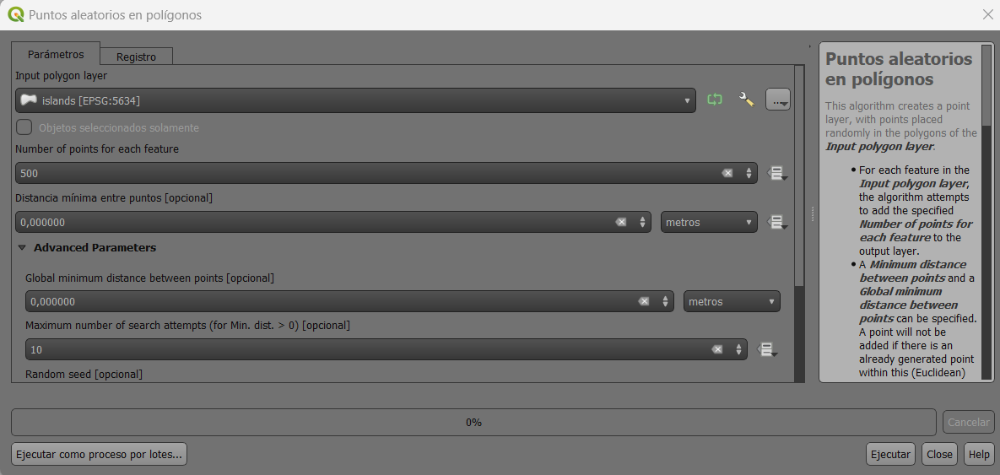 Puntos aleatorios en polígonos
Parámetros
Registro
Input polygon layer
islands [EPSG:5634]
...
Objetos seleccionados solamente
Number of points for each feature
500
Distancia mínima entre puntos [opcional]
0,000000
metros
Advanced Parameters
Global minimum distance between points [opcional]
0,000000
metros
Maximum number of search attempts (for Min. dist. > 0) [opcional]
10
Random seed [opcional]
Puntos aleatorios
en polígonos
This algorithm creates a point
layer, with points placed
randomly in the polygons of the
Input polygon layer.
• For each feature in the
Input polygon layer,
the algorithm attempts
to add the specified
Number of points for
each feature to the
output layer.
• A Minimum distance
between points and a
Global minimum
distance between
points can be specified.
A point will not be
added if there is an
already generated point
within this (Euclidean)
0%
Cancelar
Ejecutar como proceso por lotes...
Ejecutar
Close
Help